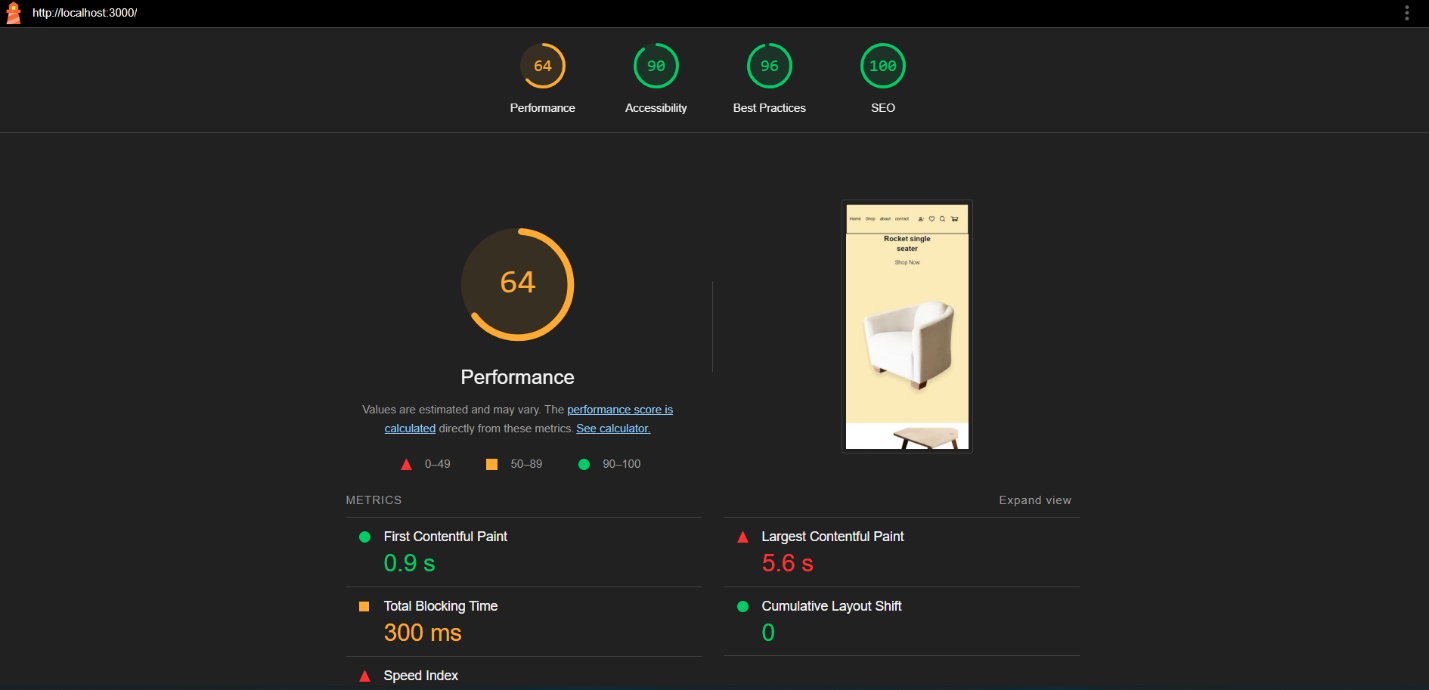 http://localhost:3000/
64
90
96
100
Performance
Accessibility
Best Practices
SEO
64
Performance
Values are estimated and may vary. The performance score is
calculated directly from these metrics. See calculator.
0–49
50–89
90–100
Home Shop about contact
Rocket single
seater
Shop Now
METRICS
Expand view
First Contentful Paint
0.9 s
Largest Contentful Paint
5.6 s
Total Blocking Time
300 ms
Cumulative Layout Shift
0
Speed Index